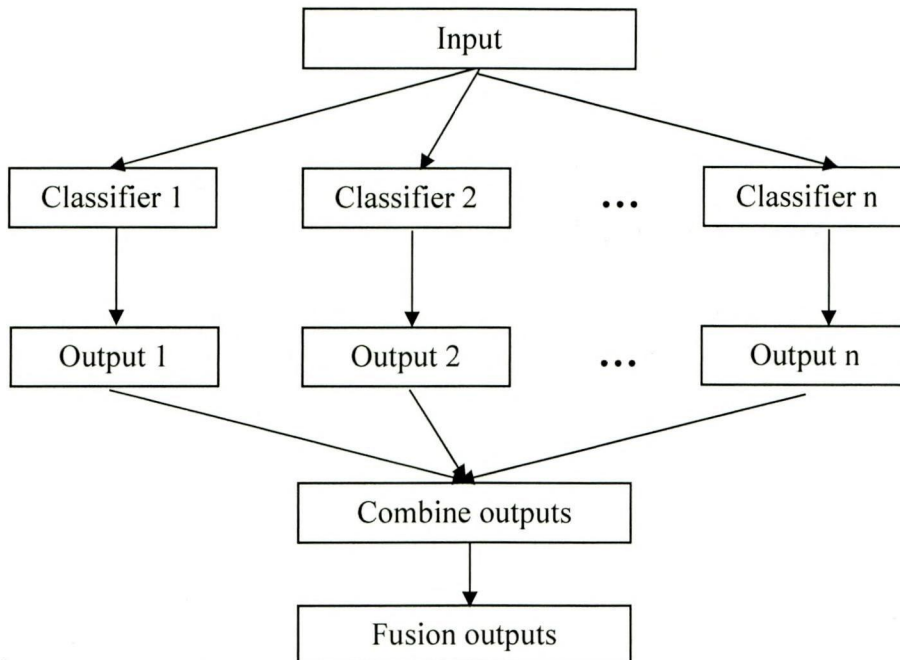 Input
Classifier 1
Classifier 2
...
Classifier n
Output 1
Output 2
...
Output n
Combine outputs
Fusion outputs